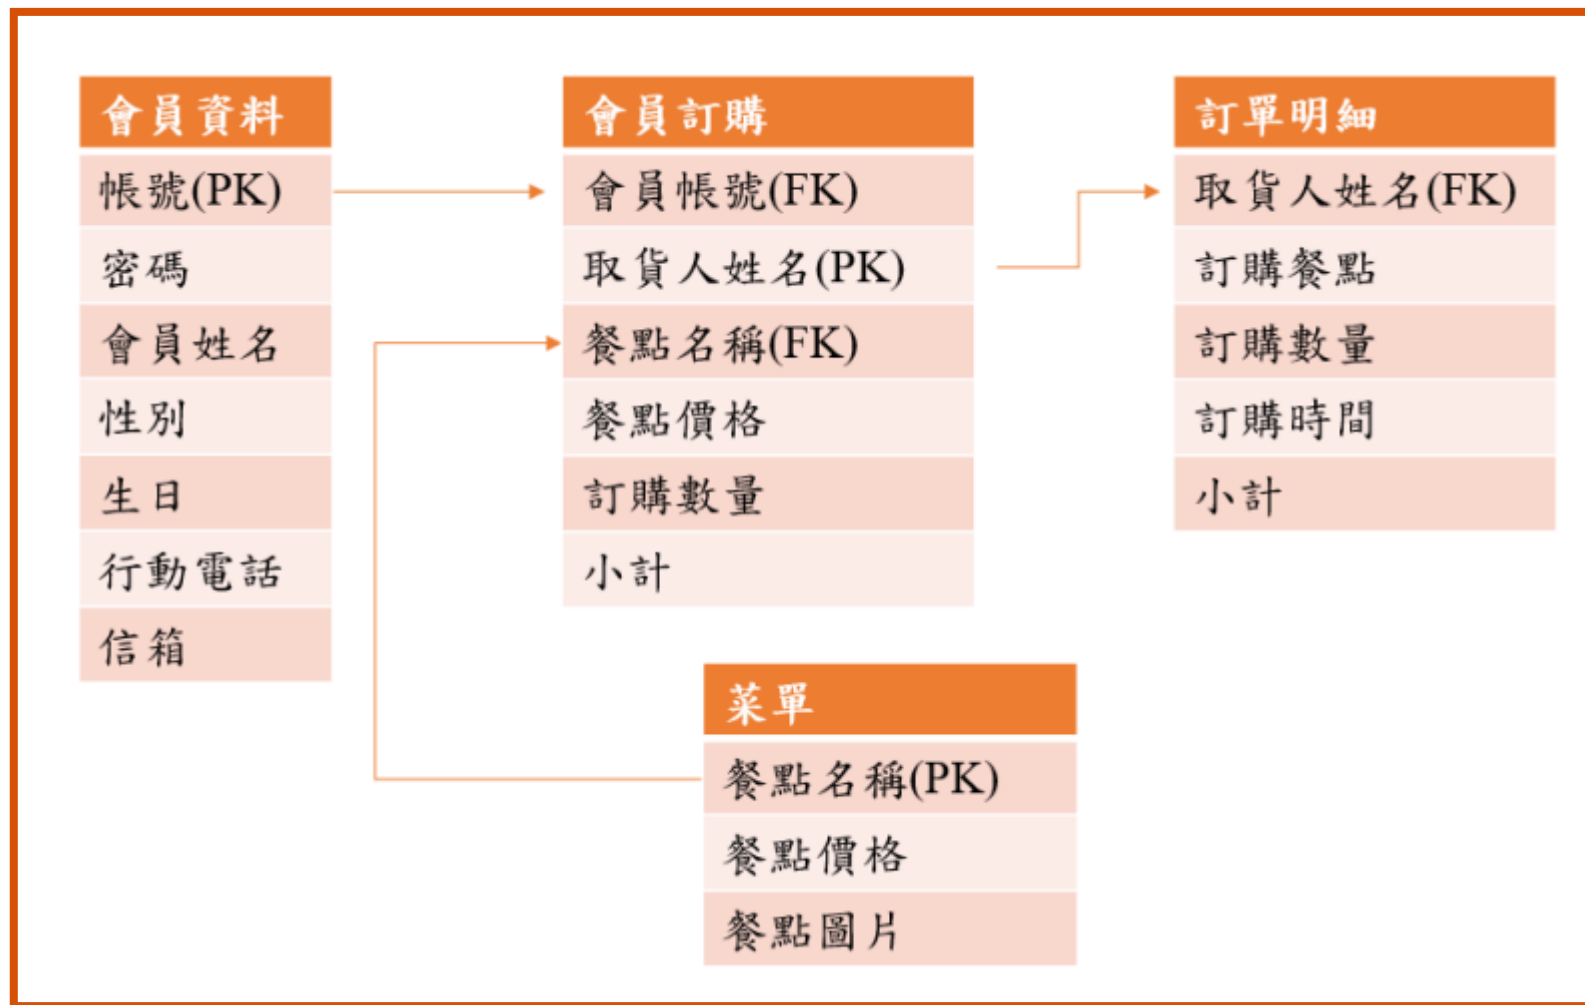 會員資料
帳號(PK)
密碼
會員姓名
性別
生日
行動電話
信箱
會員訂購
會員帳號(FK)
取貨人姓名(PK)
餐點名稱(FK)
餐點價格
訂購數量
小計
訂單明細
取貨人姓名(FK)
訂購餐點
訂購數量
訂購時間
小計
菜單
餐點名稱(PK)
餐點價格
餐點圖片